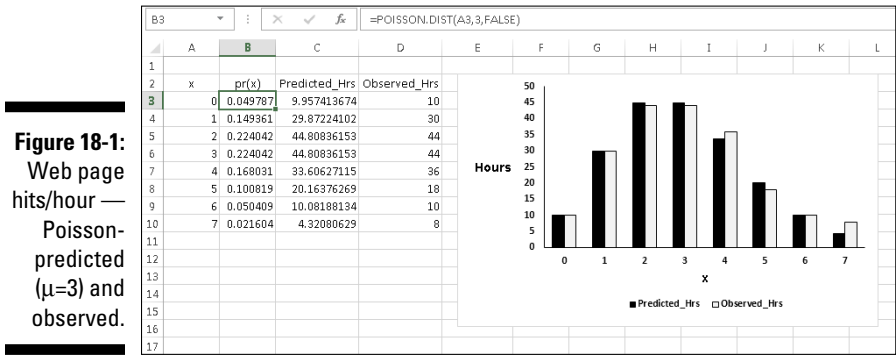 Figure 18-1:
Web page
hits/hour —
Poisson-
predicted
(μ=3) and
observed.
B3 fx =POISSON.DIST(A3,3,FALSE)
A B C D E F G H I J K L
1
2 x pr(x) Predicted_Hrs Observed_Hrs
3 0 0.049787 9.957413674 10
4 1 0.149361 29.87224102 30
5 2 0.224042 44.80836153 44
6 3 0.224042 44.80836153 44
7 4 0.168031 33.60627115 36
8 5 0.100819 20.16376269 18
9 6 0.050409 10.08188134 10
10 7 0.021604 4.32080629 8
11
12
13
14
15
16
17
50
45
40
35
30
25
20
15
10
5
0
Hours
0 1 2 3 4 5 6 7
X
Predicted_Hrs Observed_Hrs